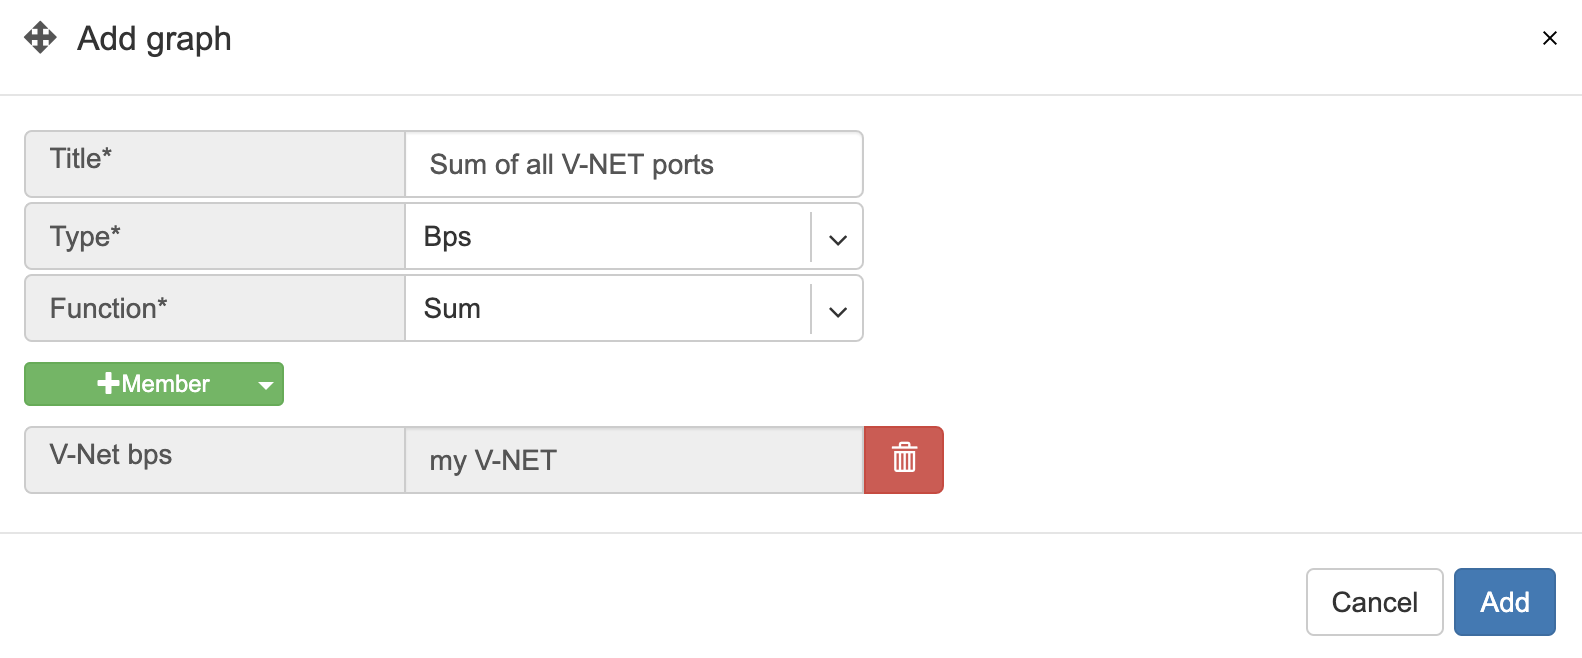 Add graph
Title* Sum of all V-NET ports
Type* Bps
Function* Sum
Member
V-Net bps my V-NET
Cancel Add